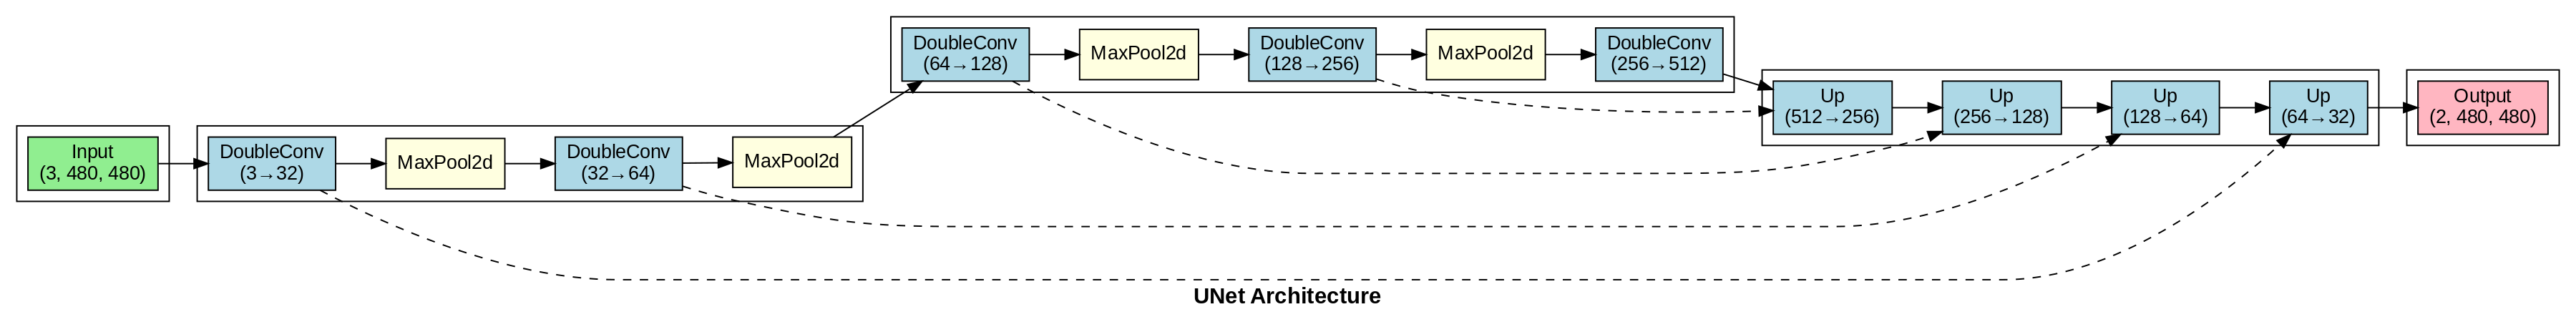 Input
(3, 480, 480)
DoubleConv
(3→32)
MaxPool2d
DoubleConv
(32→64)
MaxPool2d
DoubleConv
(64→128)
MaxPool2d
DoubleConv
(128→256)
MaxPool2d
DoubleConv
(256→512)
Up
(512→256)
Up
(256→128)
Up
(128→64)
Up
(64→32)
Output
(2, 480, 480)
UNet Architecture